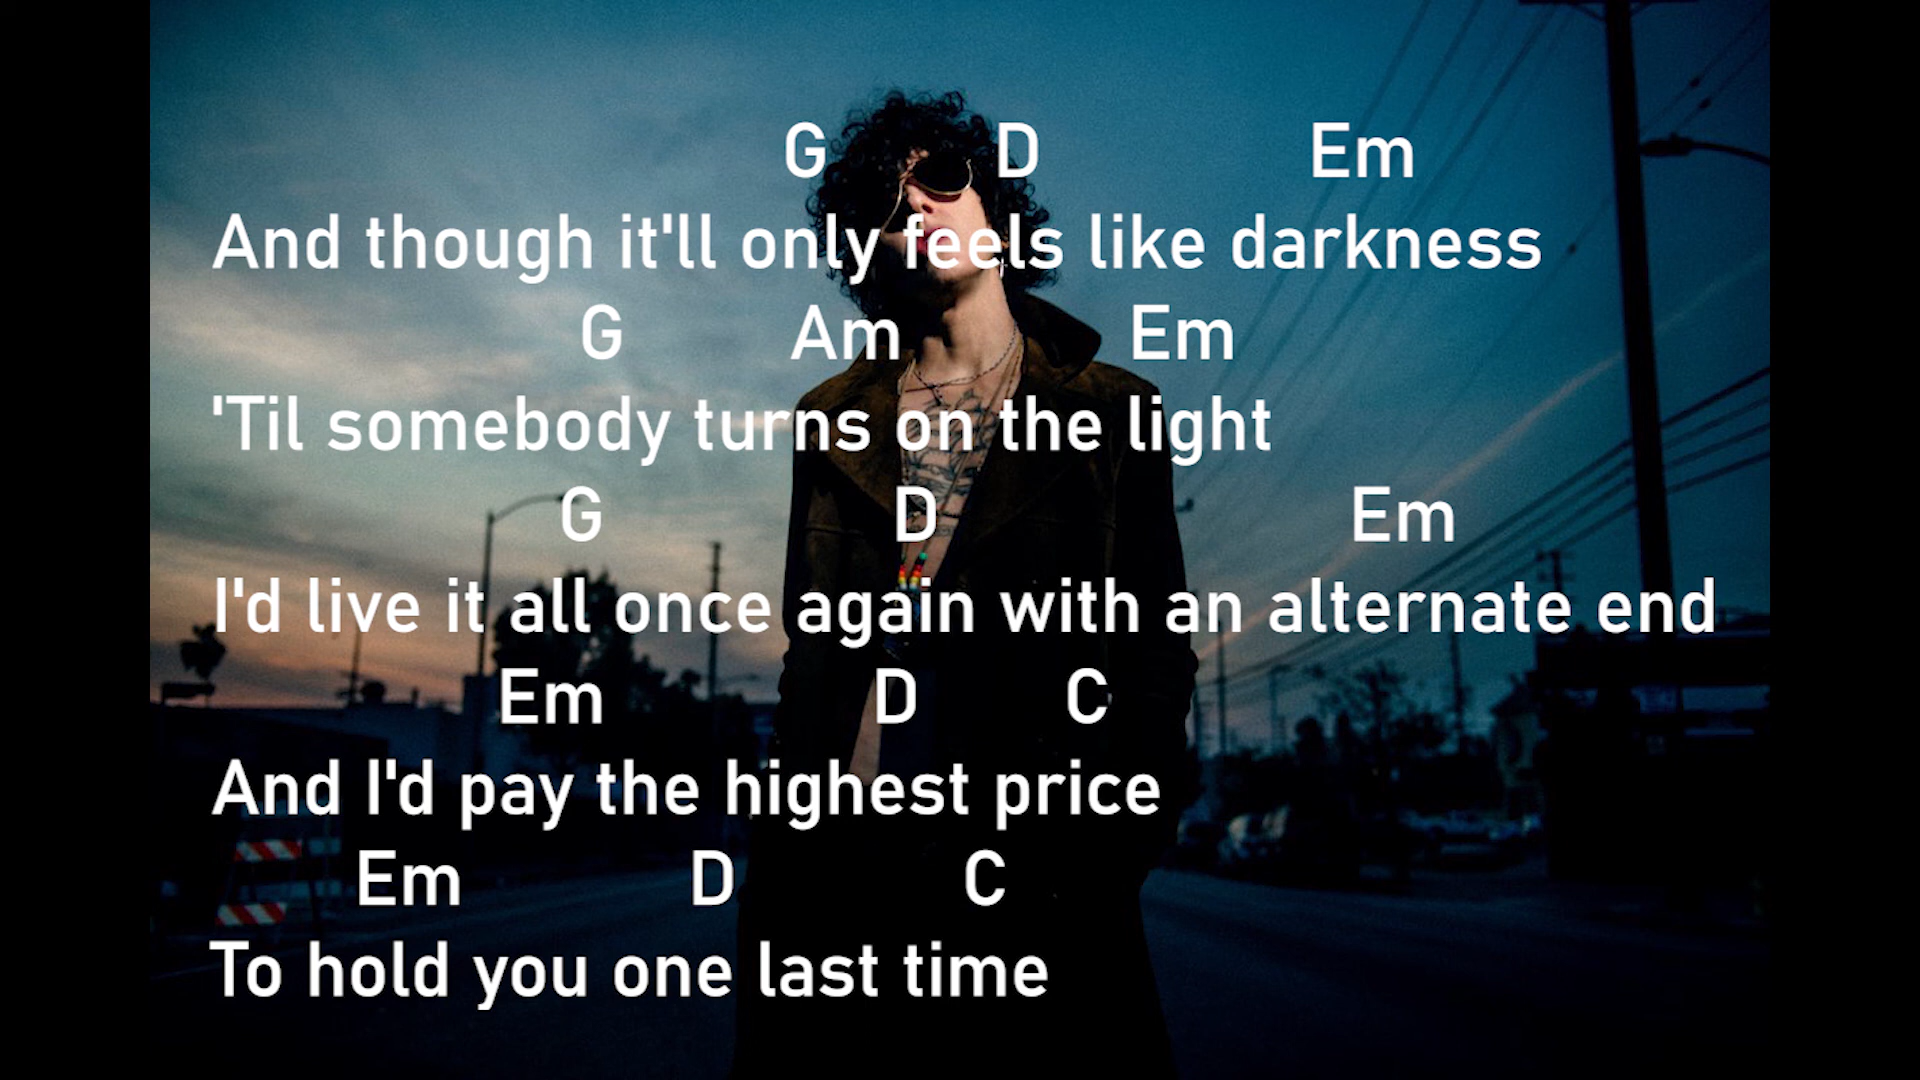 G D Em
And though it'll only feels like darkness
G Am Em
'Til somebody turns on the light
G D Em
I'd live it all once again with an alternate end
Em D C
And I'd pay the highest price
Em D C
To hold you one last time